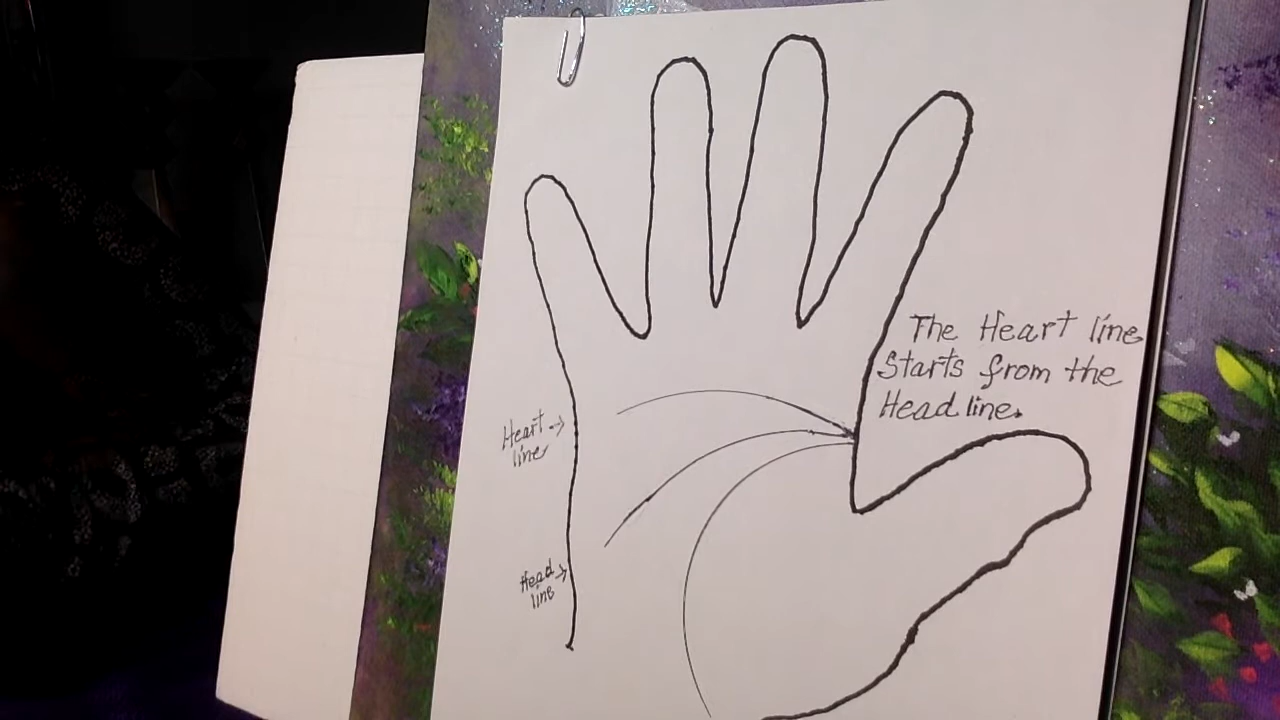 The Heart line
Starts from the
Head line.
Heart
line
Head
line